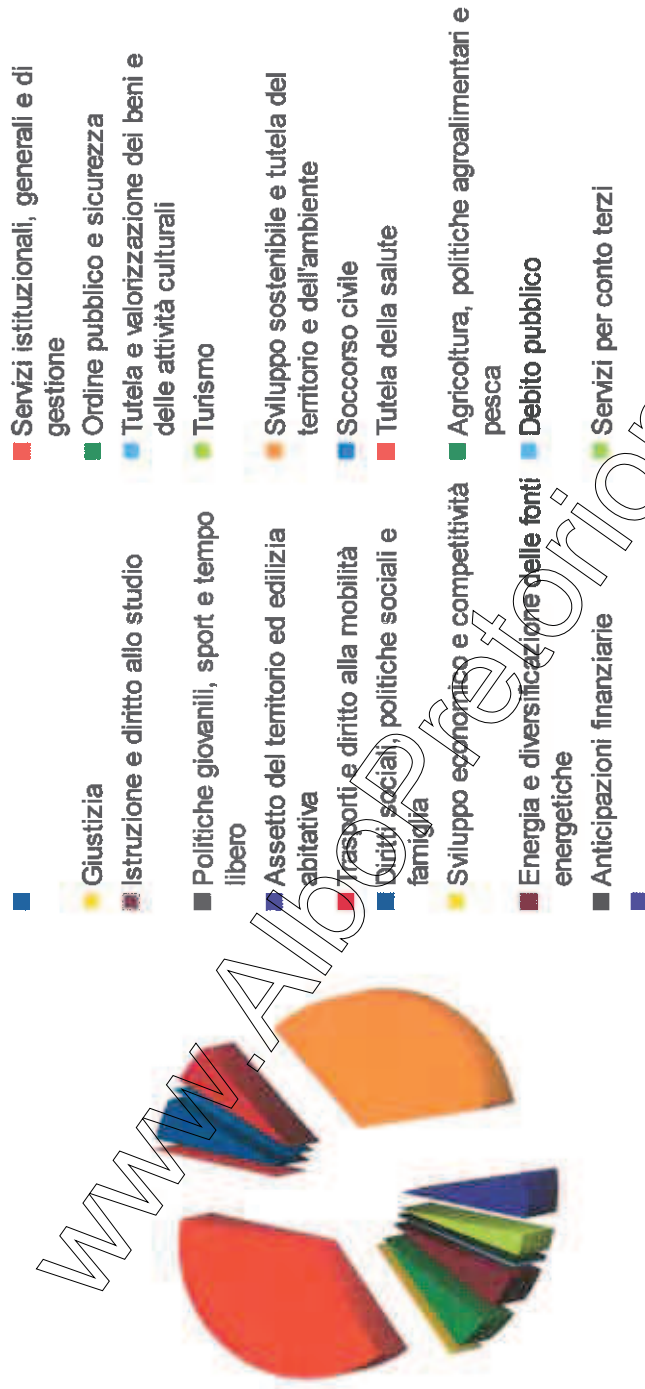 Servizi istituzionali, generali e di
gestione
Giustizia
Ordine pubblico e sicurezza
Istruzione e diritto allo studio
Tutela e valorizzazione dei beni e
delle attività culturali
Politiche giovanili, sport e tempo
libero
Turismo
Assetto del territorio ed edilizia
abitativa
Sviluppo sostenibile e tutela del
territorio e dell'ambiente
Trasporti e diritto alla mobilità
Soccorso civile
Diritti sociali, politiche sociali e
famiglia
Tutela della salute
Sviluppo economico e competitività
Agricoltura, politiche agroalimentari e
pesca
Energia e diversificazione delle fonti
energetiche
Debito pubblico
Anticipazioni finanziarie
Servizi per conto terzi
www.AlboPretorion